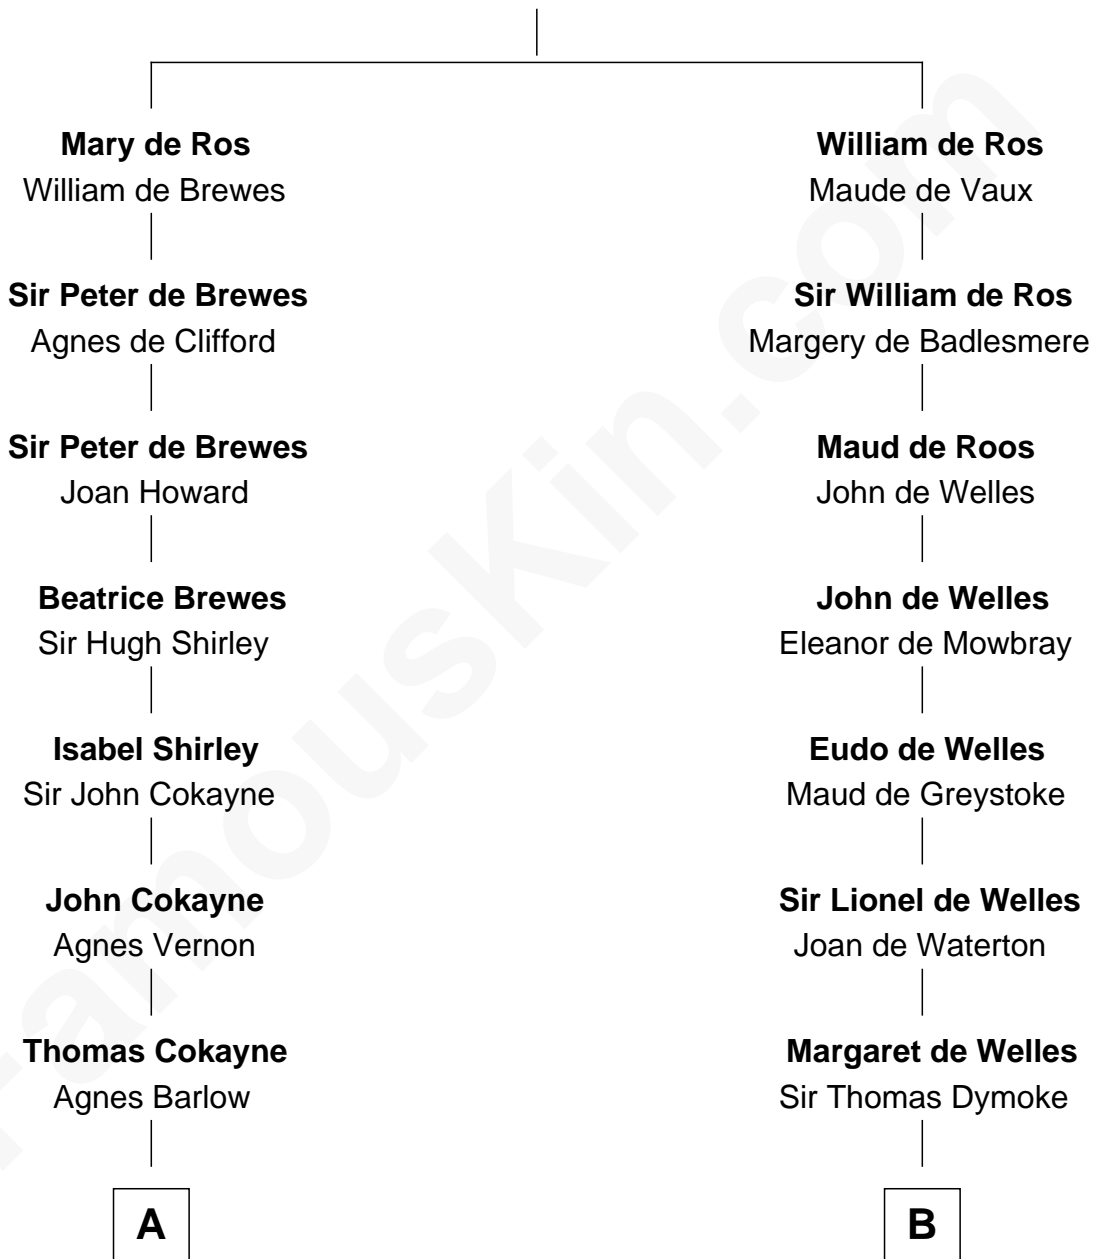 Mary de Ros
William de Brewes
Sir Peter de Brewes
Agnes de Clifford
Sir Peter de Brewes
Joan Howard
Beatrice Brewes
Sir Hugh Shirley
Isabel Shirley
Sir John Cokayne
John Cokayne
Agnes Vernon
Thomas Cokayne
Agnes Barlow
A
William de Ros
Maude de Vaux
Sir William de Ros
Margery de Badlesmere
Maud de Roos
John de Welles
John de Welles
Eleanor de Mowbray
Eudo de Welles
Maud de Greystoke
Sir Lionel de Welles
Joan de Waterton
Margaret de Welles
Sir Thomas Dymoke
B
FamousKin.com